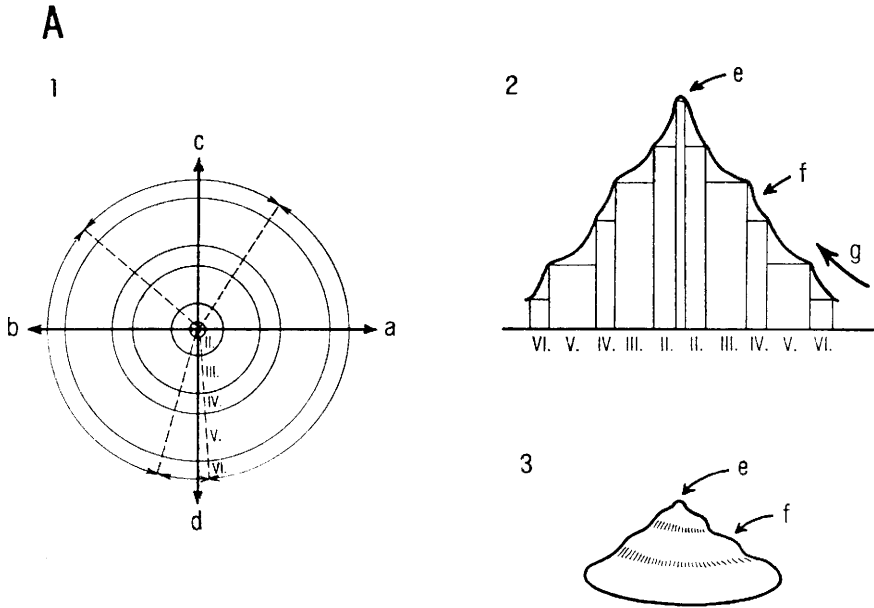 A
1
c
b
a
II.
III.
IV.
V.
VI.
d
2
e
f
g
VI. V. IV. III. II. II. III. IV. V. VI.
3
e
f